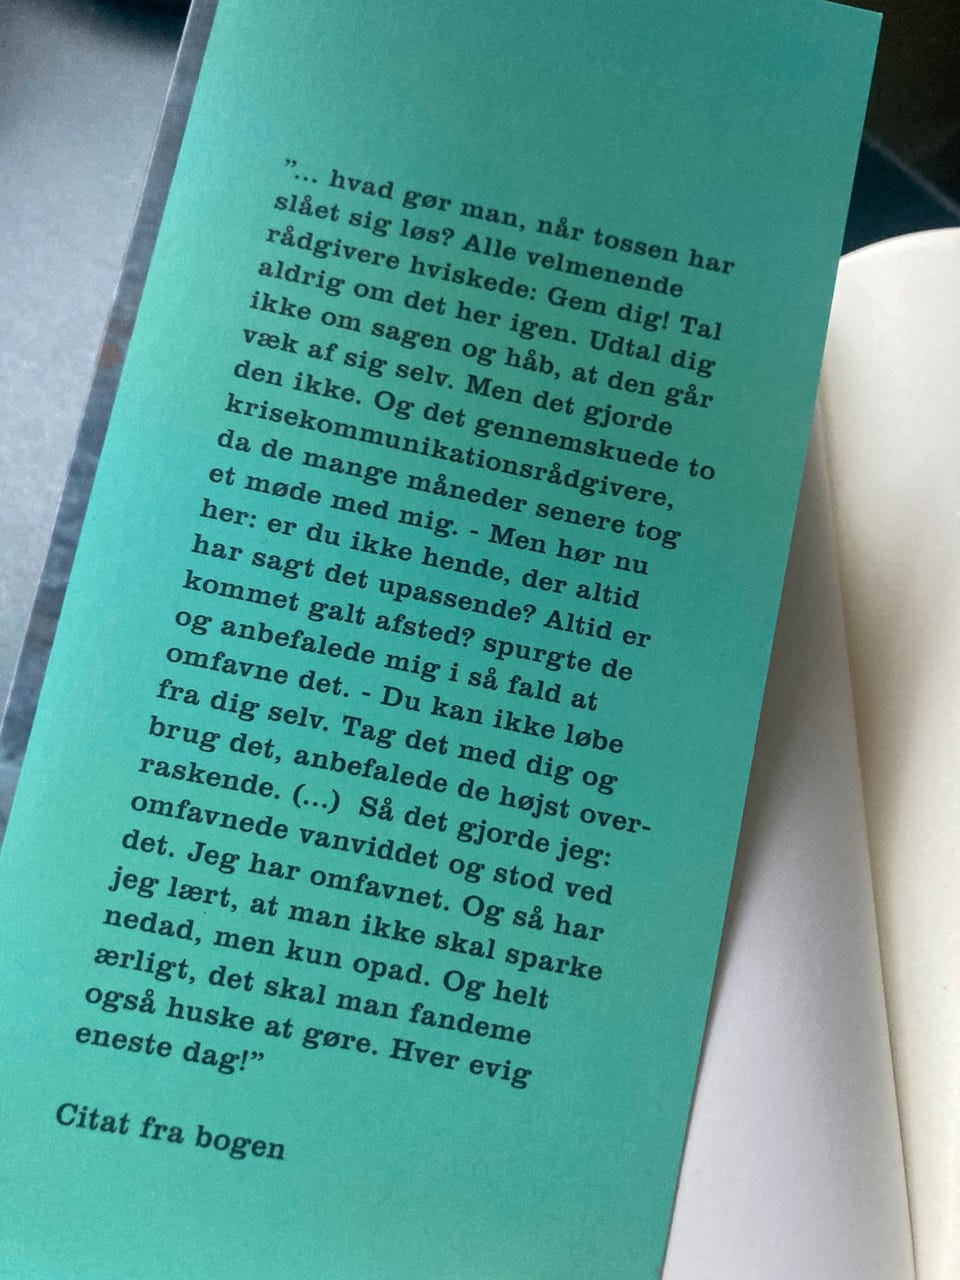 ”... hvad gør man, når tossen har
slået sig løs? Alle velmenende
rådgivere hviskede: Gem dig! Tal
aldrig om det her igen. Udtal dig
ikke om sagen og håb, at den går
væk af sig selv. Men det gjorde
den ikke. Og det gennemskuede to
krisekommunikationsrådgivere,
da de mange måneder senere tog
et møde med mig. - Men hør nu
her: er du ikke hende, der altid
har sagt det upassende? Altid er
kommet galt afsted? spurgte de
og anbefalede mig i så fald at
omfavne det. - Du kan ikke løbe
fra dig selv. Tag det med dig og
brug det, anbefalede de højst over-
raskende. (...) Så det gjorde jeg:
omfavnede vanviddet og stod ved
det. Jeg har omfavnet. Og så har
jeg lært, at man ikke skal sparke
nedad, men kun opad. Og helt
ærligt, det skal man fandeme
også huske at gøre. Hver evig
eneste dag!”
Citat fra bogen